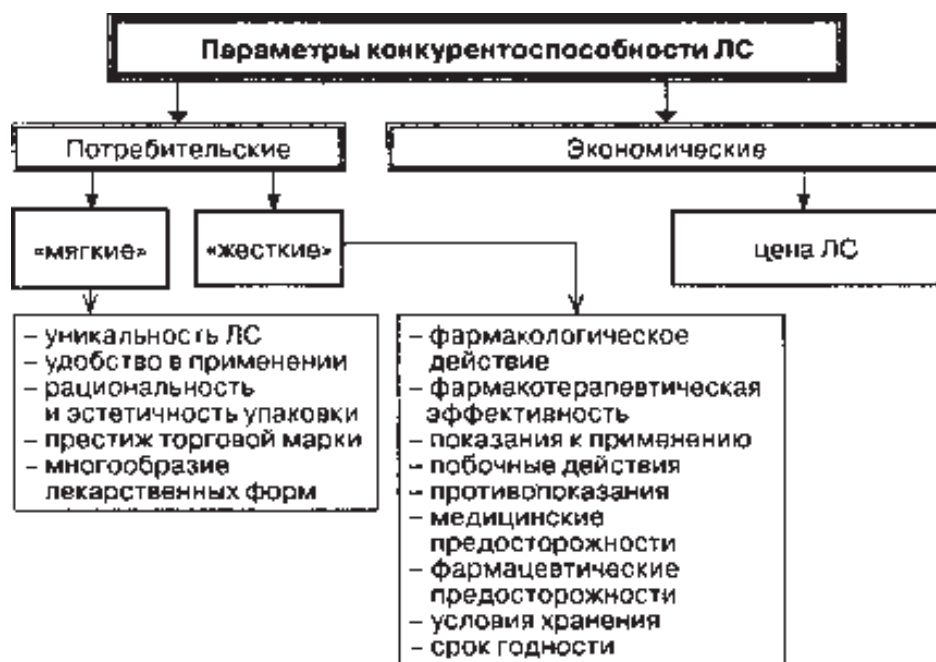 Параметры конкурентоспособности ЛС
Потребительские
Экономические
«мягкие»
«жесткие»
цена ЛС
– уникальность ЛС
– удобство в применении
– рациональность
и эстетичность упаковки
– престиж торговой марки
– многообразие
лекарственных форм
– фармакологическое
действие
– фармакотерапевтическая
эффективность
– показания к применению
– побочные действия
– противопоказания
– медицинские
предосторожности
– фармацевтические
предосторожности
– условия хранения
– срок годности